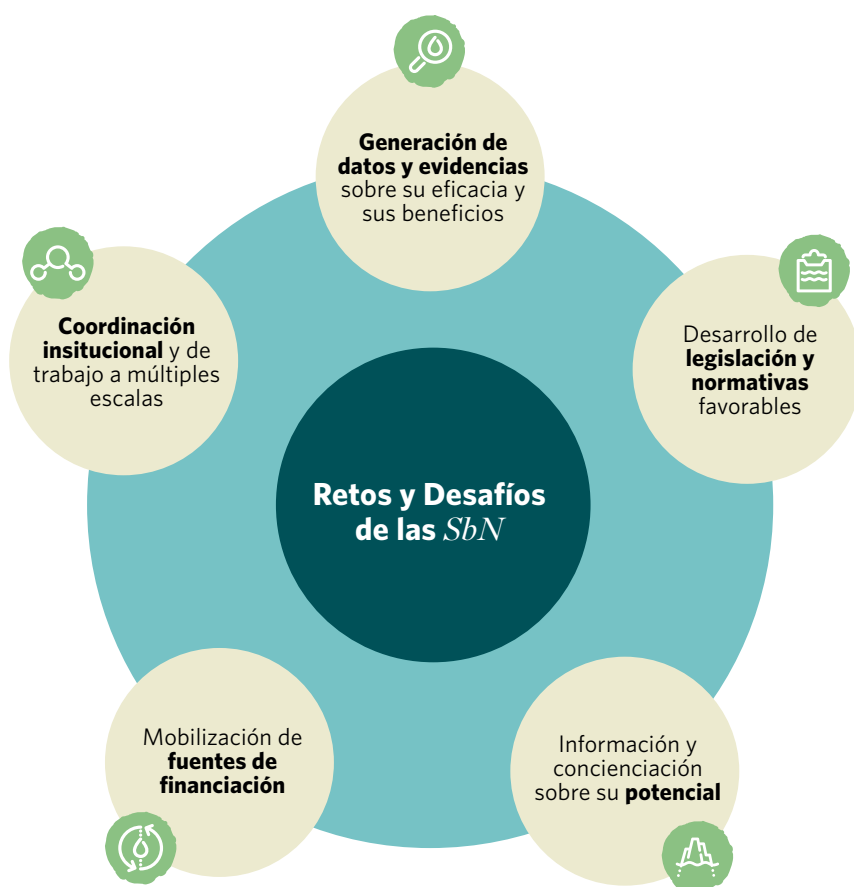 Generación de
datos y evidencias
sobre su eficacia y
sus beneficios
Coordinación
insitucional y de
trabajo a múltiples
escalas
Desarrollo de
legislación y
normativas
favorables
Retos y Desafíos
de las SbN
Mobilización de
fuentes de
financiación
Información y
concienciación
sobre su potencial